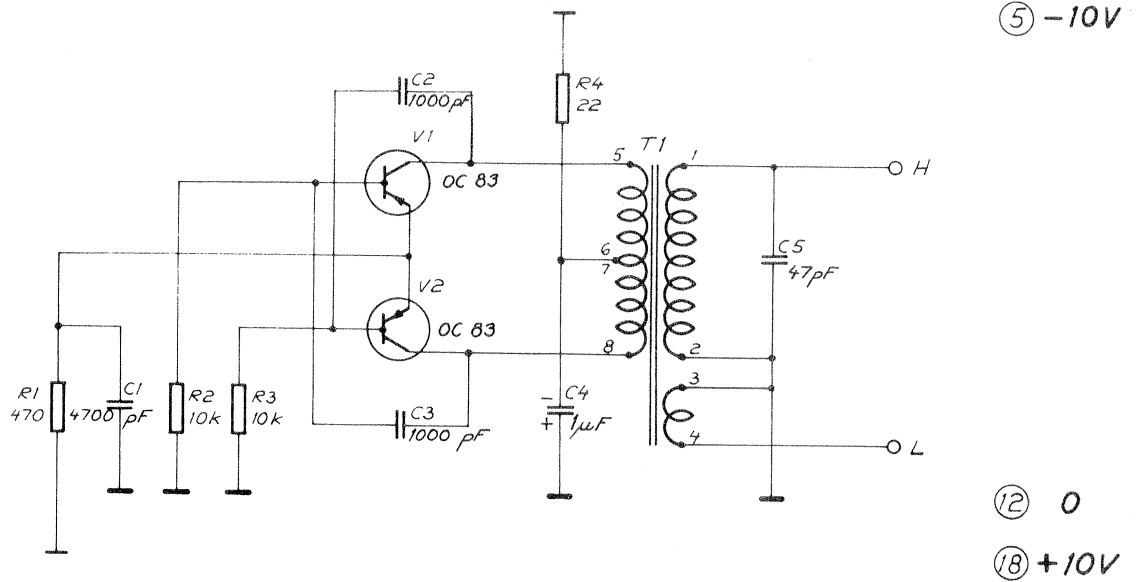 5 -10V
C2
1000pF
R4
22
V1
T1
5
1
OC 83
H
6
7
C5
47pF
V2
OC 83
8
2
R1
470
C1
4700 pF
R2
10k
R3
10k
C3
1000 pF
- C4
+ 1µF
3
4
L
12 0
18 +10V